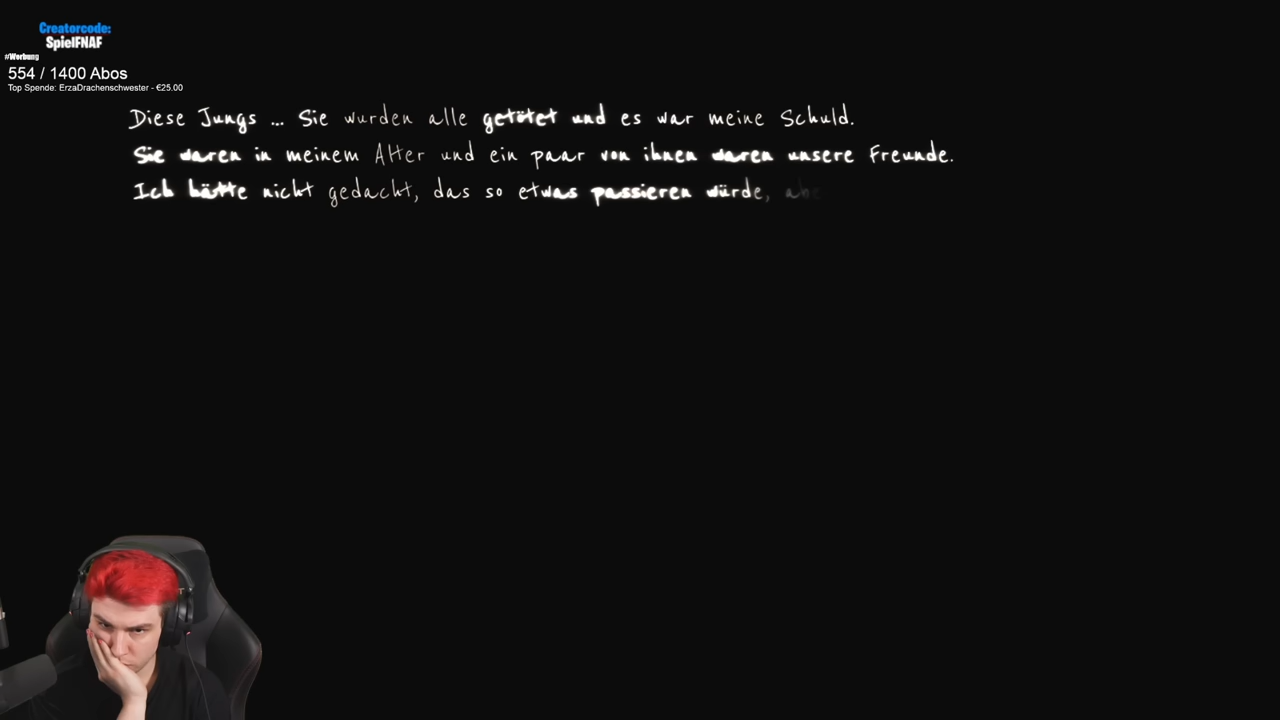 Creatorcode:
SpielFNAF
#Werbung
554 / 1400 Abos
Top Spende: ErzaDrachenschwester - €25.00
Diese Jungs ... Sie wurden alle getötet und es war meine Schuld.
Sie waren in meinem Alter und ein paar von ihnen waren unsere Freunde.
Ich hätte nicht gedacht, das so etwas passieren würde, abe